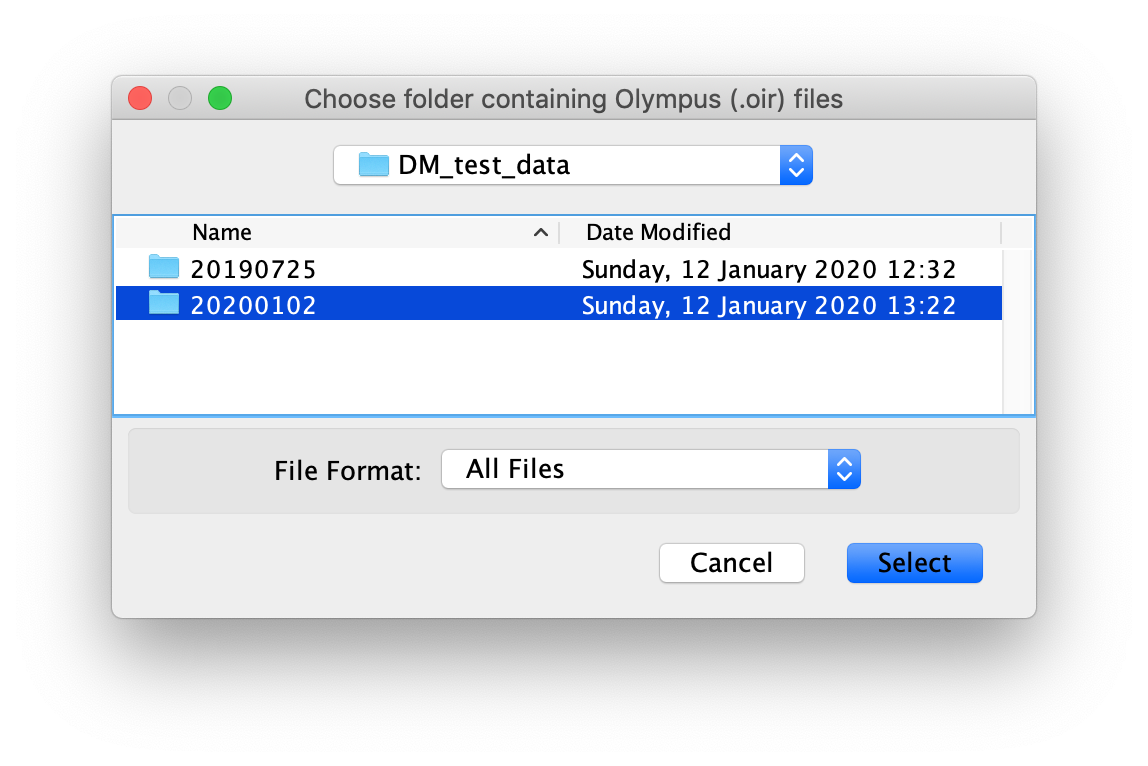 Choose folder containing Olympus (.oir) files
DM_test_data
Name Date Modified
20190725 Sunday, 12 January 2020 12:32
20200102 Sunday, 12 January 2020 13:22
File Format: All Files
Cancel Select